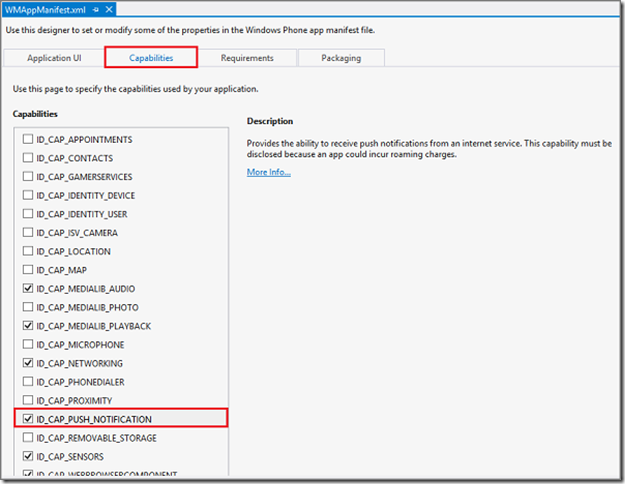 WMAppManifest.xml
Use this designer to set or modify some of the properties in the Windows Phone app manifest file.
Application UI
Capabilities
Requirements
Packaging
Use this page to specify the capabilities used by your application.
Capabilities
ID_CAP_APPOINTMENTS
ID_CAP_CONTACTS
ID_CAP_GAMERSERVICES
ID_CAP_IDENTITY_DEVICE
ID_CAP_IDENTITY_USER
ID_CAP_ISV_CAMERA
ID_CAP_LOCATION
ID_CAP_MAP
ID_CAP_MEDIALIB_AUDIO
ID_CAP_MEDIALIB_PHOTO
ID_CAP_MEDIALIB_PLAYBACK
ID_CAP_MICROPHONE
ID_CAP_NETWORKING
ID_CAP_PHONEDIALER
ID_CAP_PROXIMITY
ID_CAP_PUSH_NOTIFICATION
ID_CAP_REMOVABLE_STORAGE
ID_CAP_SENSORS
ID_CAP_WEBBROWSERCOMPONENT
Description
Provides the ability to receive push notifications from an internet service. This capability must be
disclosed because an app could incur roaming charges.
More Info...